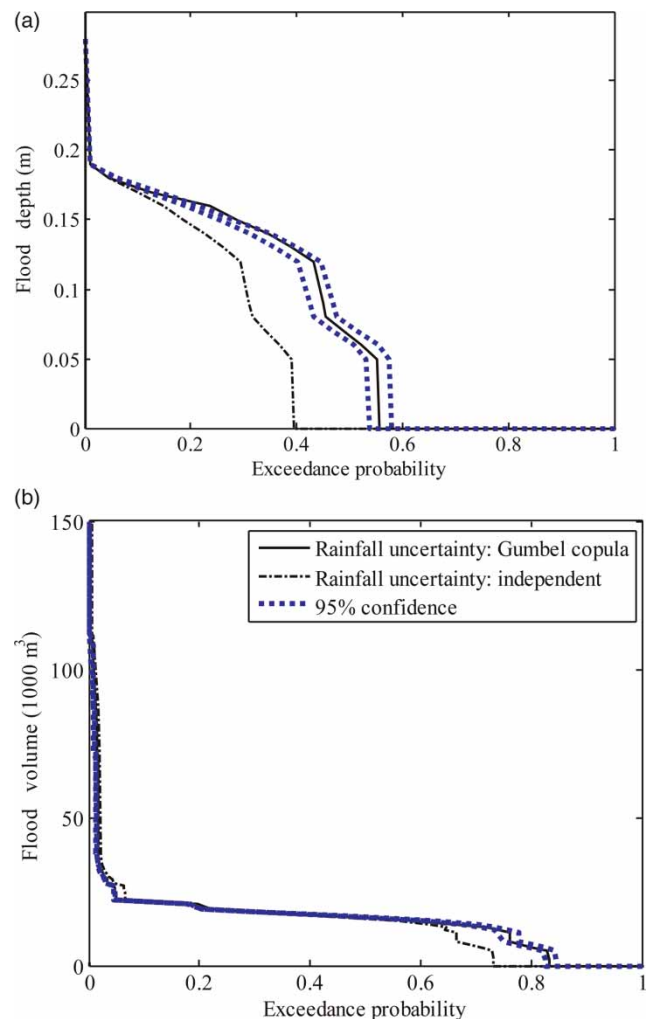 (a)
0.25
0.2
0.15
0.1
0.05
0
Flood depth (m)
0 0.2 0.4 0.6 0.8 1
Exceedance probability
(b)
150
100
50
0
Flood volume (1000 m³)
Rainfall uncertainty: Gumbel copula
Rainfall uncertainty: independent
95% confidence
0 0.2 0.4 0.6 0.8 1
Exceedance probability